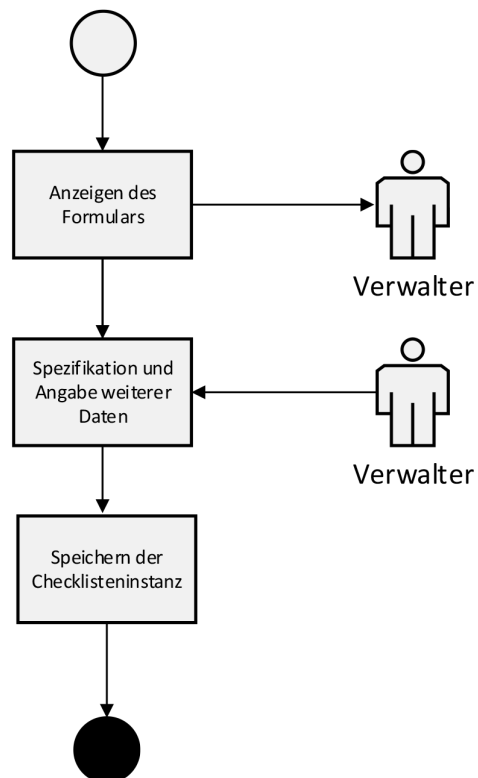 Anzeigen des
Formulars
Verwalter
Spezifikation und
Angabe weiterer
Daten
Verwalter
Speichern der
Checklisteninstanz